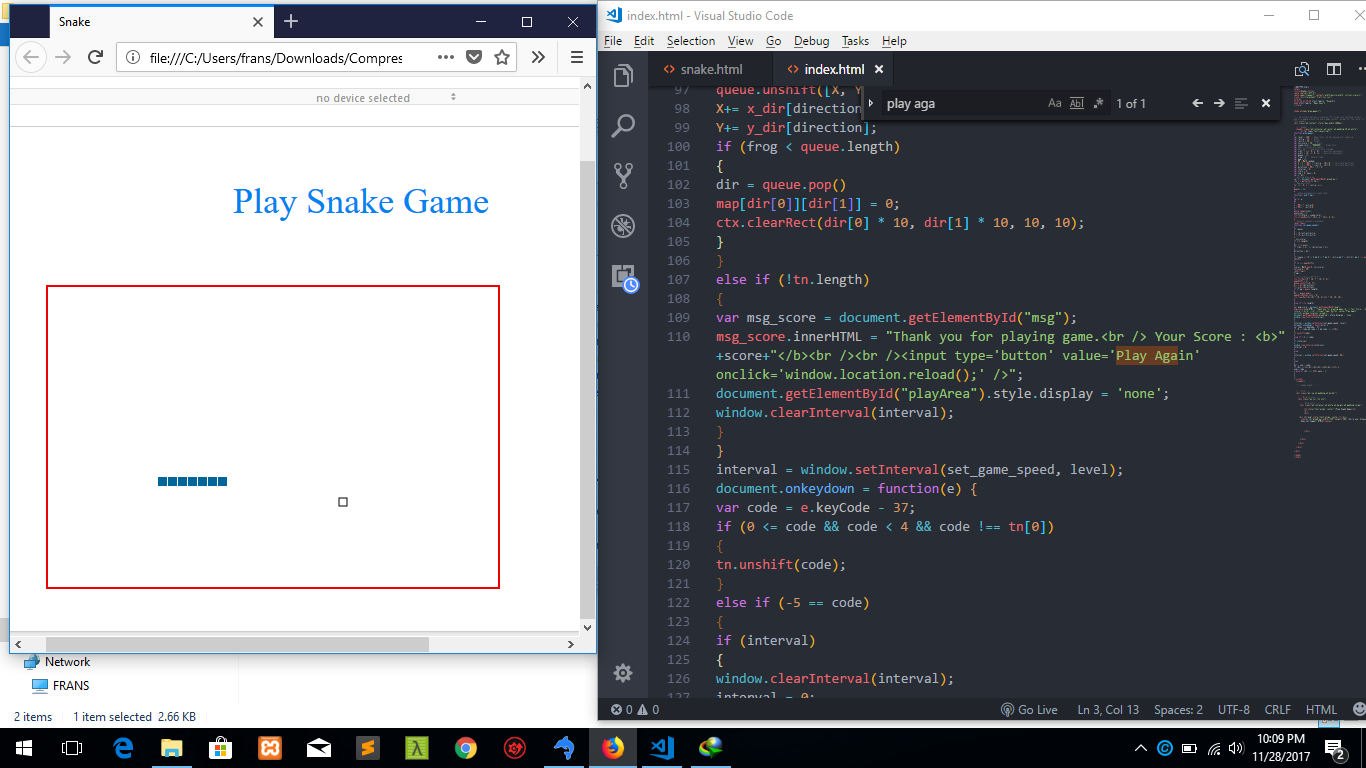 Snake
file:///C:/Users/frans/Downloads/Compres
no device selected
Play Snake Game
Network
FRANS
2 items 1 item selected 2.66 KB
index.html - Visual Studio Code
File Edit Selection View Go Debug Tasks Help
snake.html index.html
play aga Aa Abl .* 1 of 1
97 queue.unshift([X, Y
98 X+= x_dir[direction
99 Y+= y_dir[direction];
100 if (frog < queue.length)
101 {
102 dir = queue.pop()
103 map[dir[0]][dir[1]] = 0;
104 ctx.clearRect(dir[0] * 10, dir[1] * 10, 10, 10);
105 }
106 }
107 else if (!tn.length)
108 {
109 var msg_score = document.getElementById("msg");
110 msg_score.innerHTML = "Thank you for playing game.<br /> Your Score : <b>"
+score+"</b><br /><br /><input type='button' value='Play Again'
onclick='window.location.reload();' />";
111 document.getElementById("playArea").style.display = 'none';
112 window.clearInterval(interval);
113 }
114 }
115 interval = window.setInterval(set_game_speed, level);
116 document.onkeydown = function(e) {
117 var code = e.keyCode - 37;
118 if (0 <= code && code < 4 && code !== tn[0])
119 {
120 tn.unshift(code);
121 }
122 else if (-5 == code)
123 {
124 if (interval)
125 {
126 window.clearInterval(interval);
127 interval = 0;
0 0 Go Live Ln 3, Col 13 Spaces: 2 UTF-8 CRLF HTML
10:09 PM
11/28/2017
2